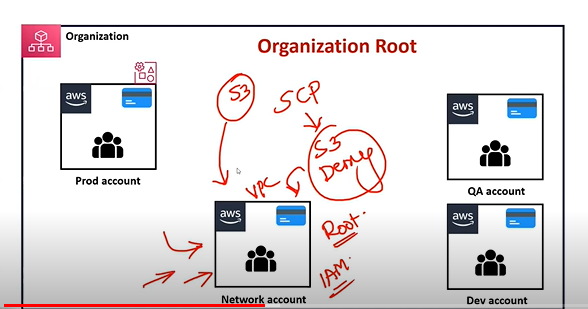 Organization
Organization Root
aws
Prod account
S3
SCP
S3
Deny
VPC
aws
Root.
IAM.
Network account
aws
QA account
aws
Dev account